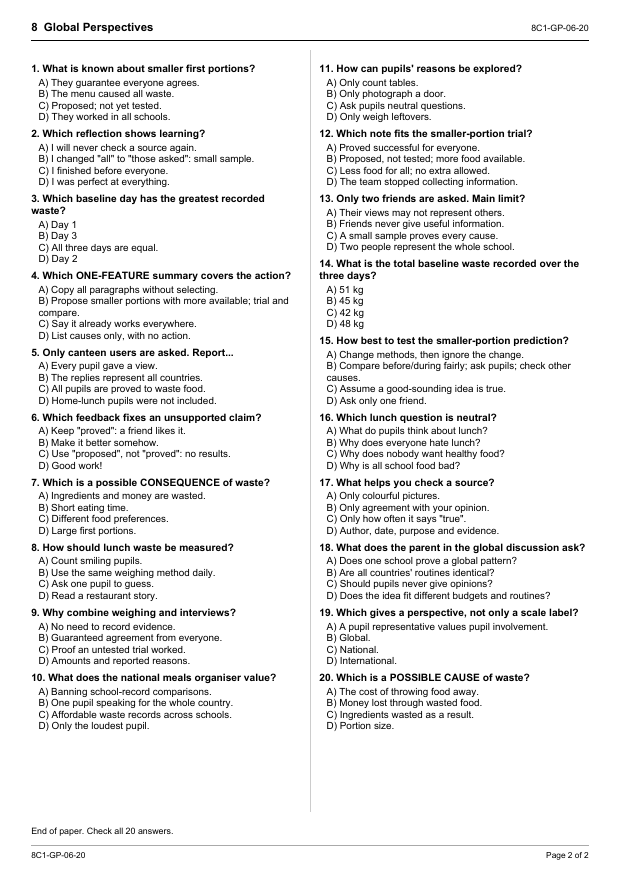 8 Global Perspectives
8C1-GP-06-20
1. What is known about smaller first portions?
A) They guarantee everyone agrees.
B) The menu caused all waste.
C) Proposed; not yet tested.
D) They worked in all schools.
2. Which reflection shows learning?
A) I will never check a source again.
B) I changed "all" to "those asked": small sample.
C) I finished before everyone.
D) I was perfect at everything.
3. Which baseline day has the greatest recorded
waste?
A) Day 1
B) Day 3
C) All three days are equal.
D) Day 2
4. Which ONE-FEATURE summary covers the action?
A) Copy all paragraphs without selecting.
B) Propose smaller portions with more available; trial and
compare.
C) Say it already works everywhere.
D) List causes only, with no action.
5. Only canteen users are asked. Report...
A) Every pupil gave a view.
B) The replies represent all countries.
C) All pupils are proved to waste food.
D) Home-lunch pupils were not included.
6. Which feedback fixes an unsupported claim?
A) Keep "proved": a friend likes it.
B) Make it better somehow.
C) Use "proposed", not "proved": no results.
D) Good work!
7. Which is a possible CONSEQUENCE of waste?
A) Ingredients and money are wasted.
B) Short eating time.
C) Different food preferences.
D) Large first portions.
8. How should lunch waste be measured?
A) Count smiling pupils.
B) Use the same weighing method daily.
C) Ask one pupil to guess.
D) Read a restaurant story.
9. Why combine weighing and interviews?
A) No need to record evidence.
B) Guaranteed agreement from everyone.
C) Proof an untested trial worked.
D) Amounts and reported reasons.
10. What does the national meals organiser value?
A) Banning school-record comparisons.
B) One pupil speaking for the whole country.
C) Affordable waste records across schools.
D) Only the loudest pupil.
11. How can pupils' reasons be explored?
A) Only count tables.
B) Only photograph a door.
C) Ask pupils neutral questions.
D) Only weigh leftovers.
12. Which note fits the smaller-portion trial?
A) Proved successful for everyone.
B) Proposed, not tested; more food available.
C) Less food for all; no extra allowed.
D) The team stopped collecting information.
13. Only two friends are asked. Main limit?
A) Their views may not represent others.
B) Friends never give useful information.
C) A small sample proves every cause.
D) Two people represent the whole school.
14. What is the total baseline waste recorded over the
three days?
A) 51 kg
B) 45 kg
C) 42 kg
D) 48 kg
15. How best to test the smaller-portion prediction?
A) Change methods, then ignore the change.
B) Compare before/during fairly; ask pupils; check other
causes.
C) Assume a good-sounding idea is true.
D) Ask only one friend.
16. Which lunch question is neutral?
A) What do pupils think about lunch?
B) Why does everyone hate lunch?
C) Why does nobody want healthy food?
D) Why is all school food bad?
17. What helps you check a source?
A) Only colourful pictures.
B) Only agreement with your opinion.
C) Only how often it says "true".
D) Author, date, purpose and evidence.
18. What does the parent in the global discussion ask?
A) Does one school prove a global pattern?
B) Are all countries' routines identical?
C) Should pupils never give opinions?
D) Does the idea fit different budgets and routines?
19. Which gives a perspective, not only a scale label?
A) A pupil representative values pupil involvement.
B) Global.
C) National.
D) International.
20. Which is a POSSIBLE CAUSE of waste?
A) The cost of throwing food away.
B) Money lost through wasted food.
C) Ingredients wasted as a result.
D) Portion size.
End of paper. Check all 20 answers.
8C1-GP-06-20
Page 2 of 2